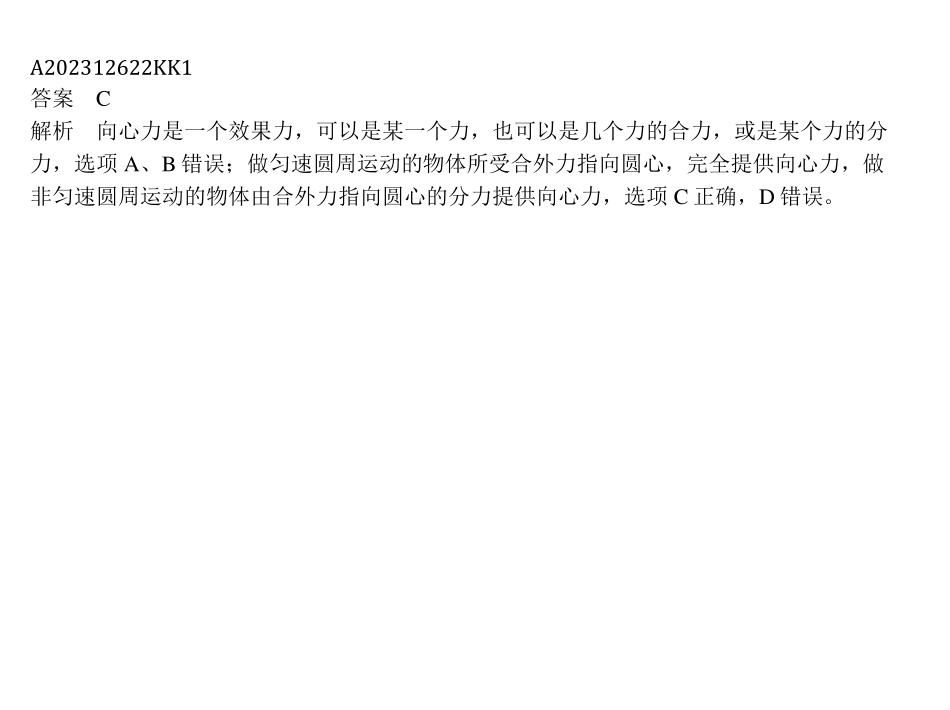 A202312622KK1
答案　C
解析　向心力是一个效果力，可以是某一个力，也可以是几个力的合力，或是某个力的分
力，选项 A、B 错误；做匀速圆周运动的物体所受合外力指向圆心，完全提供向心力，做
非匀速圆周运动的物体由合外力指向圆心的分力提供向心力，选项 C 正确，D 错误。